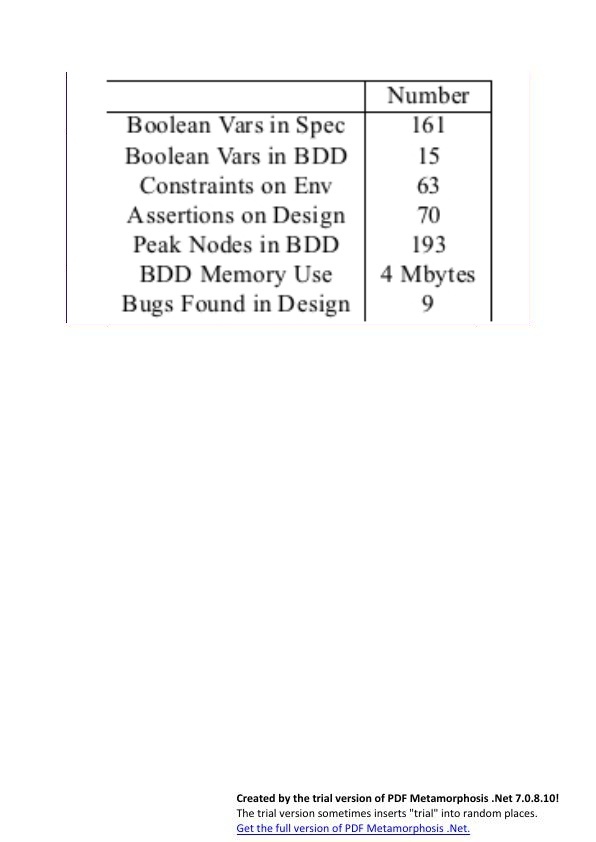 Number
Boolean Vars in Spec 161
Boolean Vars in BDD 15
Constraints on Env 63
Assertions on Design 70
Peak Nodes in BDD 193
BDD Memory Use 4 Mbytes
Bugs Found in Design 9
Created by the trial version of PDF Metamorphosis .Net 7.0.8.10!
The trial version sometimes inserts "trial" into random places.
Get the full version of PDF Metamorphosis .Net.